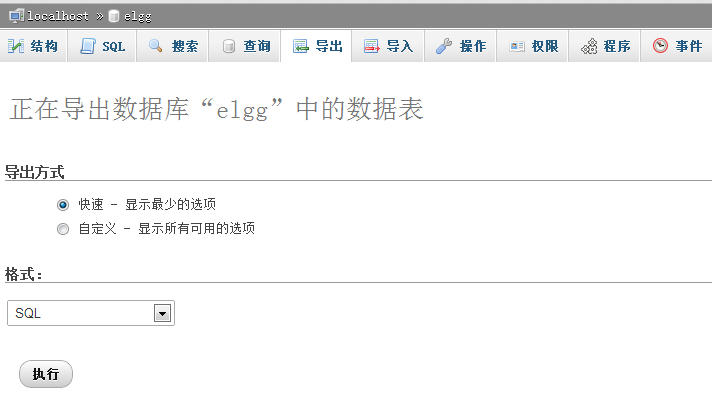 localhost » elgg
结构 SQL 搜索 查询 导出 导入 操作 权限 程序 事件
正在导出数据库“elgg”中的数据表
导出方式
快速 - 显示最少的选项
自定义 - 显示所有可用的选项
格式：
SQL
执行